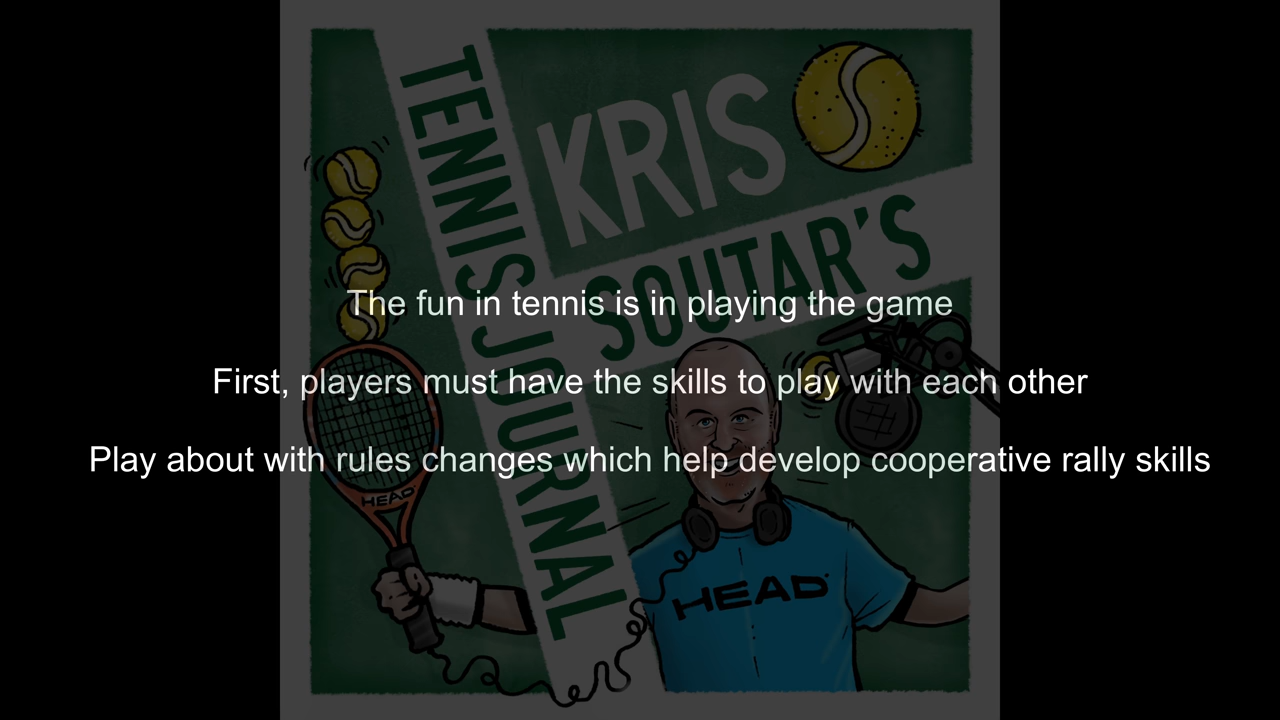 TENNIS JOURNAL
KRIS
SOUTAR'S
The fun in tennis is in playing the game
First, players must have the skills to play with each other
Play about with rules changes which help develop cooperative rally skills
HEAD
HEAD